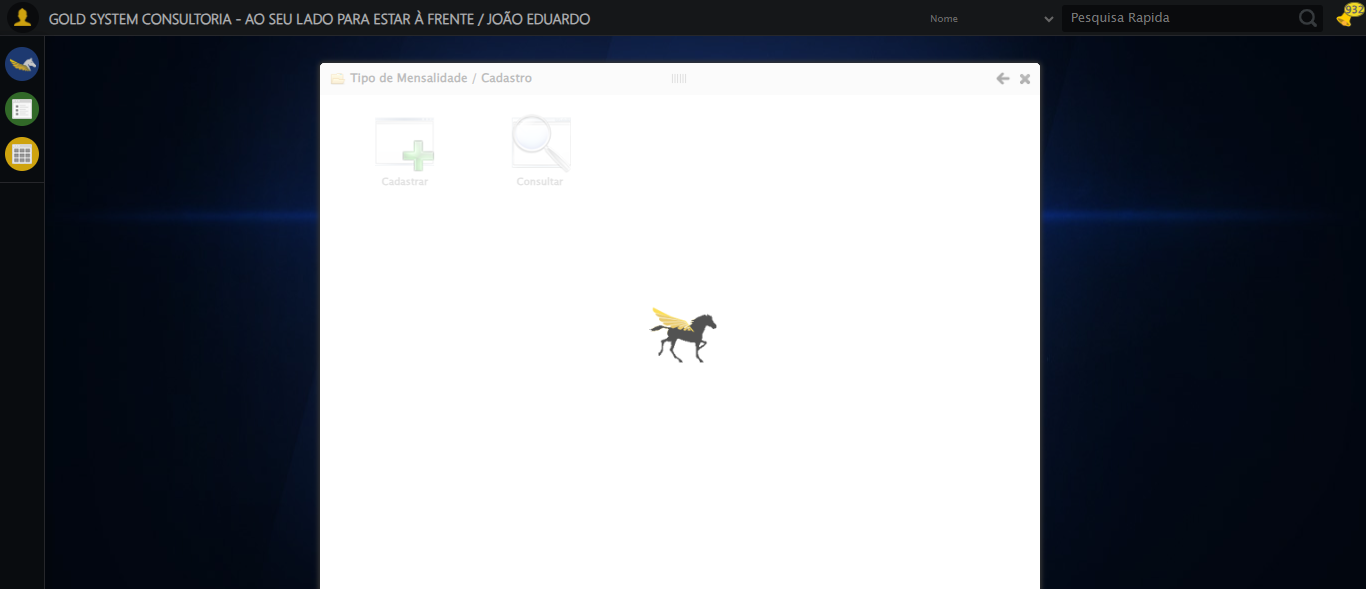 GOLD SYSTEM CONSULTORIA - AO SEU LADO PARA ESTAR À FRENTE / JOÃO EDUARDO
Nome
Pesquisa Rapida
932
Tipo de Mensalidade / Cadastro
Cadastrar
Consultar